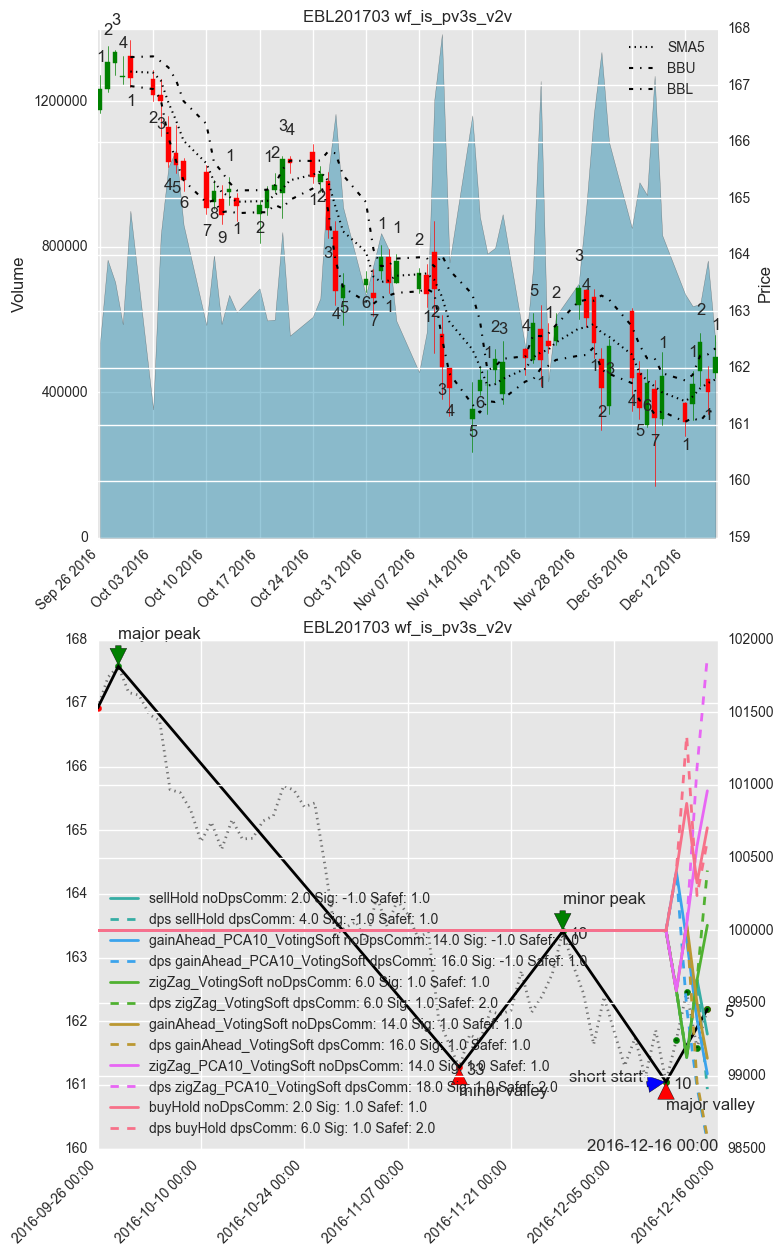 EBL201703 wf_is_pv3s_v2v
SMA5
BBU
BBL
Volume
1200000
800000
400000
0
Price
168
167
166
165
164
163
162
161
160
159
Sep 26 2016
Oct 03 2016
Oct 10 2016
Oct 17 2016
Oct 24 2016
Oct 31 2016
Nov 07 2016
Nov 14 2016
Nov 21 2016
Nov 28 2016
Dec 05 2016
Dec 12 2016
EBL201703 wf_is_pv3s_v2v
168
167
166
165
164
163
162
161
160
102000
101500
101000
100500
100000
99500
99000
98500
major peak
minor peak
sellHold noDpsComm: 2.0 Sig: -1.0 Safef: 1.0
dps sellHold dpsComm: 4.0 Sig: -1.0 Safef: 1.0
gainAhead_PCA10_VotingSoft noDpsComm: 14.0 Sig: -1.0 Safef: 1.0
dps gainAhead_PCA10_VotingSoft dpsComm: 16.0 Sig: -1.0 Safef: 1.0
zigZag_VotingSoft noDpsComm: 6.0 Sig: 1.0 Safef: 1.0
dps zigZag_VotingSoft dpsComm: 6.0 Sig: 1.0 Safef: 2.0
gainAhead_VotingSoft noDpsComm: 14.0 Sig: 1.0 Safef: 1.0
dps gainAhead_VotingSoft dpsComm: 16.0 Sig: 1.0 Safef: 1.0
zigZag_PCA10_VotingSoft noDpsComm: 14.0 Sig: 1.0 Safef: 1.0
dps zigZag_PCA10_VotingSoft dpsComm: 18.0 Sig: 1.0 Safef: 2.0
buyHold noDpsComm: 2.0 Sig: 1.0 Safef: 1.0
dps buyHold dpsComm: 6.0 Sig: 1.0 Safef: 2.0
10
5
33
short start
10
minor valley
major valley
2016-12-16 00:00
2016-09-26 00:00
2016-10-10 00:00
2016-10-24 00:00
2016-11-07 00:00
2016-11-21 00:00
2016-12-05 00:00
2016-12-16 00:00